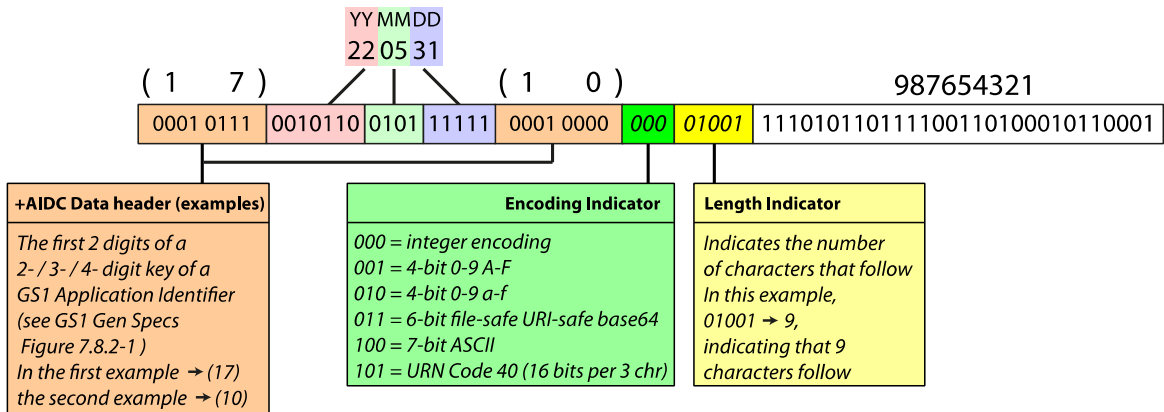 YY MM DD
22 05 31
( 1 7 ) ( 1 0 ) 987654321
0001 0111 0010110 0101 11111 0001 0000 000 01001 111010110111100110100010110001
+AIDC Data header (examples)
The first 2 digits of a
2- / 3- / 4- digit key of a
GS1 Application Identifier
(see GS1 Gen Specs
Figure 7.8.2-1 )
In the first example → (17)
the second example → (10)
Encoding Indicator
000 = integer encoding
001 = 4-bit 0-9 A-F
010 = 4-bit 0-9 a-f
011 = 6-bit file-safe URI-safe base64
100 = 7-bit ASCII
101 = URN Code 40 (16 bits per 3 chr)
Length Indicator
Indicates the number
of characters that follow
In this example,
01001 → 9,
indicating that 9
characters follow